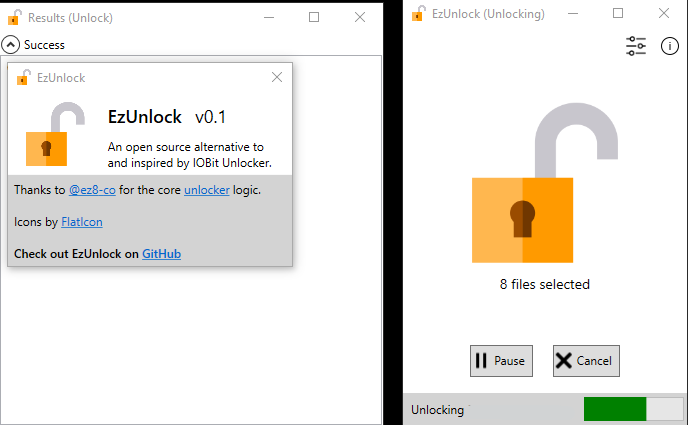 Results (Unlock)
Success
EzUnlock
EzUnlock v0.1
An open source alternative to
and inspired by IOBit Unlocker.
Thanks to @ez8-co for the core unlocker logic.
Icons by FlatIcon
Check out EzUnlock on GitHub
EzUnlock (Unlocking)
8 files selected
Pause
Cancel
Unlocking